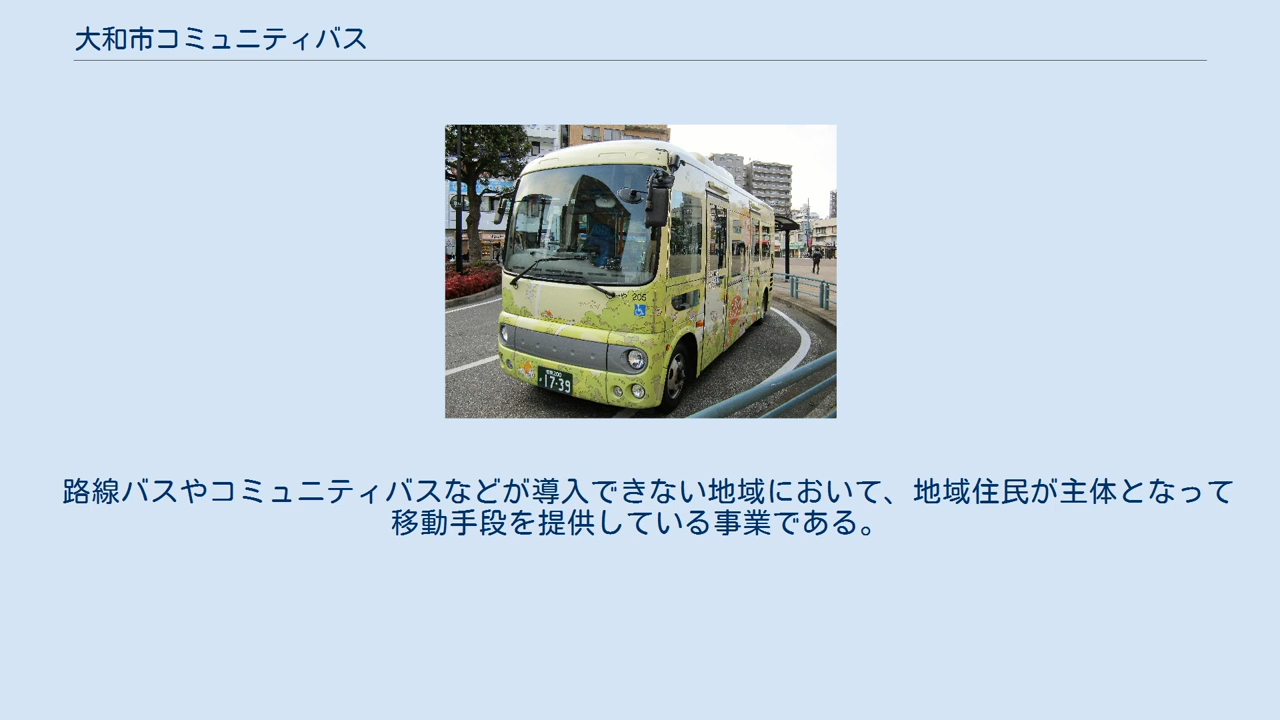 大和市コミュニティバス
205
17-39
路線バスやコミュニティバスなどが導入できない地域において、地域住民が主体となって
移動手段を提供している事業である。